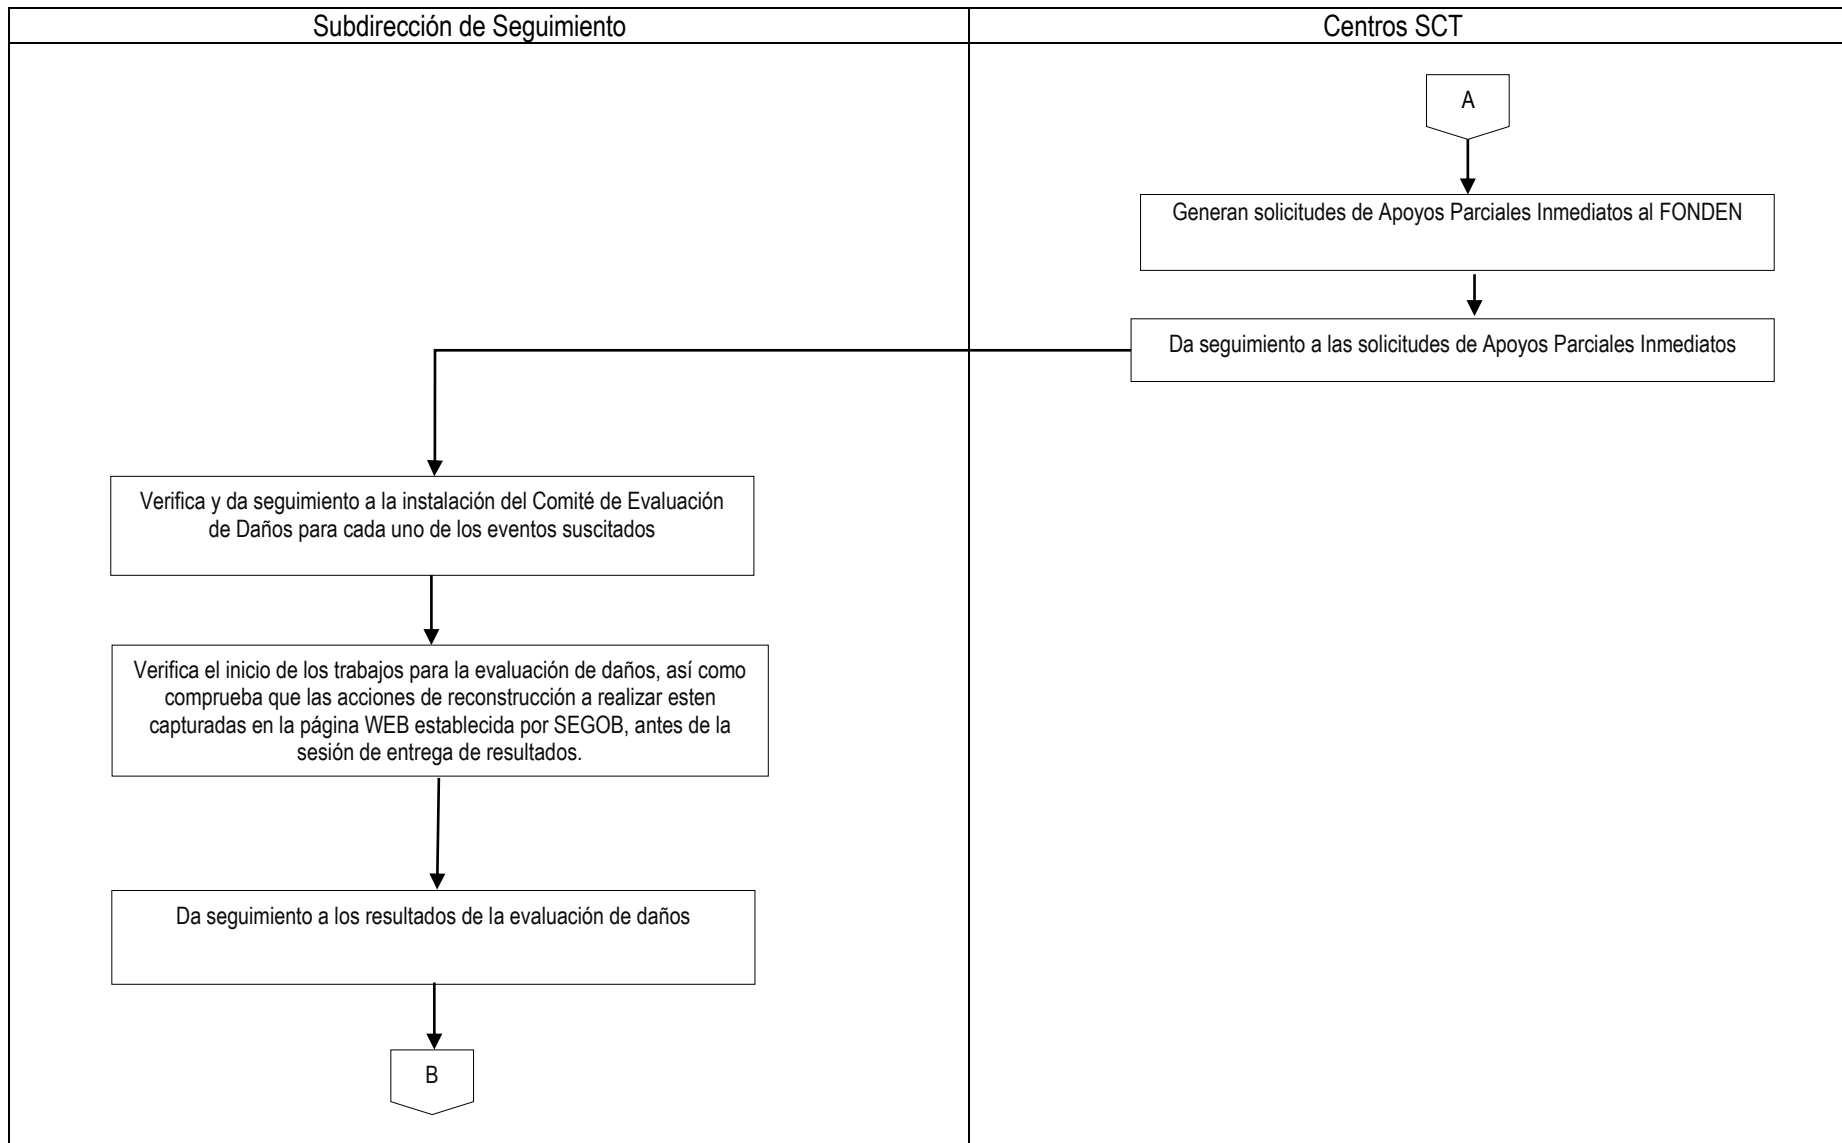 Subdirección de Seguimiento
Centros SCT
A
Generan solicitudes de Apoyos Parciales Inmediatos al FONDEN
Da seguimiento a las solicitudes de Apoyos Parciales Inmediatos
Verifica y da seguimiento a la instalación del Comité de Evaluación
de Daños para cada uno de los eventos suscitados
Verifica el inicio de los trabajos para la evaluación de daños, así como
comprueba que las acciones de reconstrucción a realizar esten
capturadas en la página WEB establecida por SEGOB, antes de la
sesión de entrega de resultados.
Da seguimiento a los resultados de la evaluación de daños
B